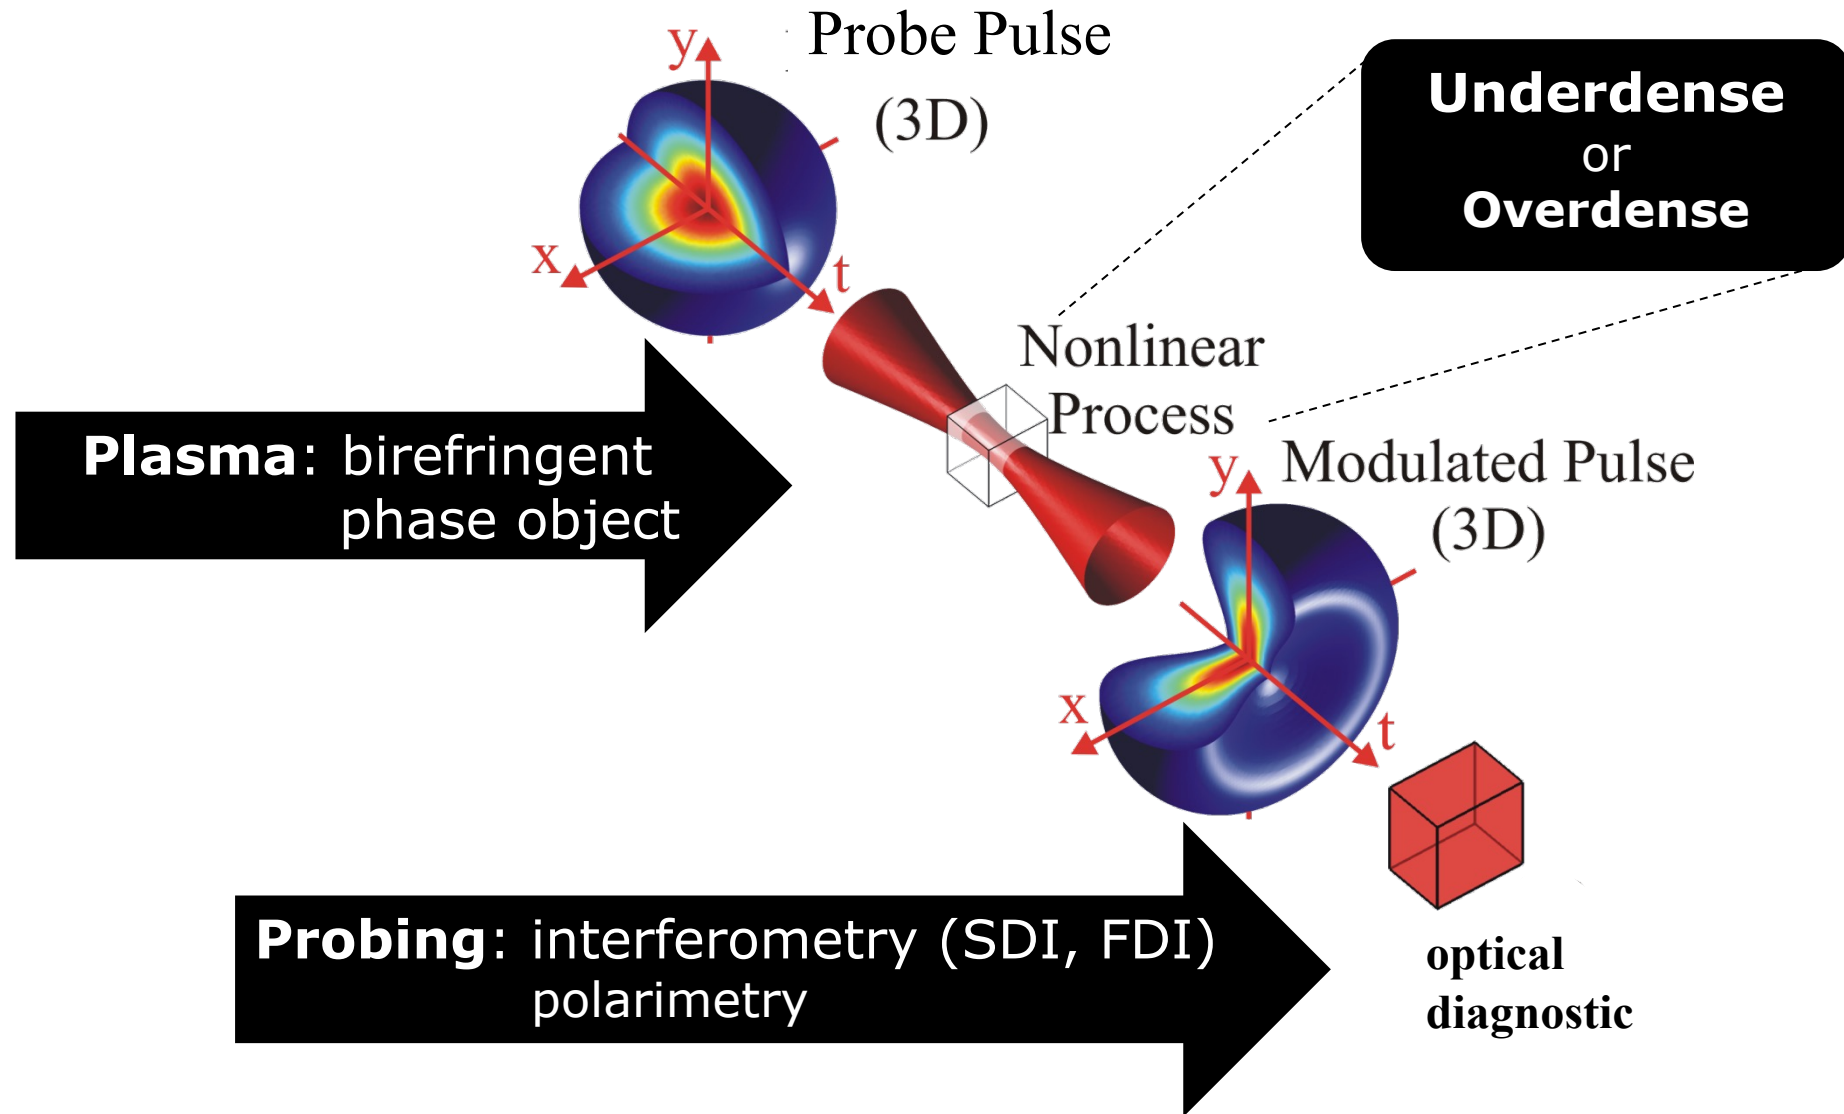 Probe Pulse
(3D)
y
x
t
Underdense
or
Overdense
Nonlinear
Process
Plasma: birefringent
phase object
Modulated Pulse
(3D)
y
x
t
Probing: interferometry (SDI, FDI)
polarimetry
optical
diagnostic